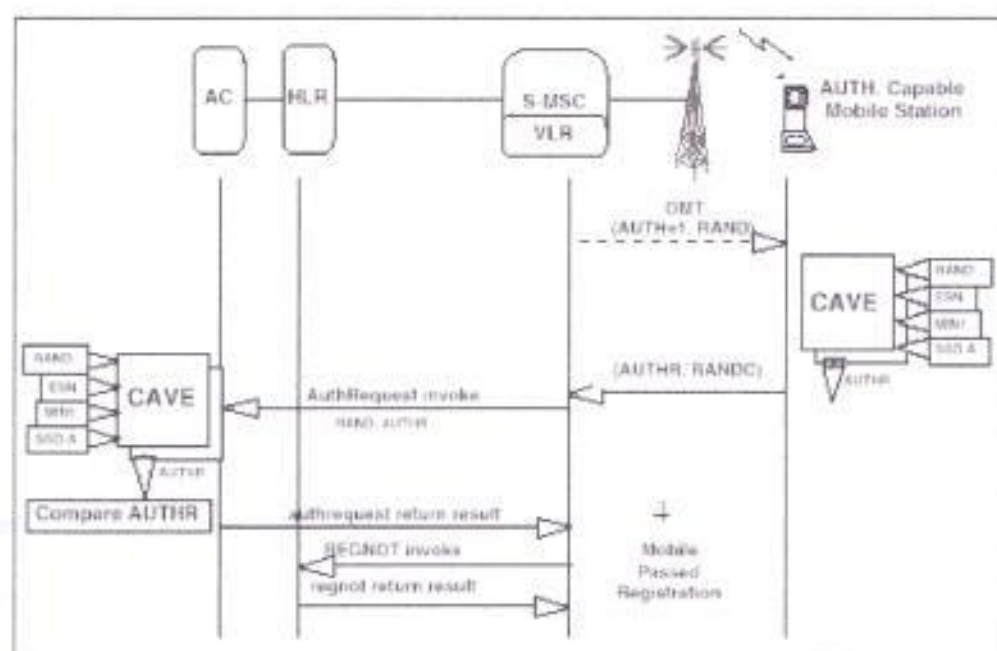 AC
HLR
S-MSC
VLR
AUTH. Capable
Mobile Station
OMT
(AUTH=1, RAND)
CAVE
RAND
ESN
MIN1
SSD A
AUTHR
(AUTHR, RANDC)
AuthRequest invoke
RAND, AUTHR
RAND
ESN
MIN1
SSD A
CAVE
AUTHR
Compare AUTHR
authrequest return result
REGNOT invoke
regnot return result
Mobile
Passed
Registration